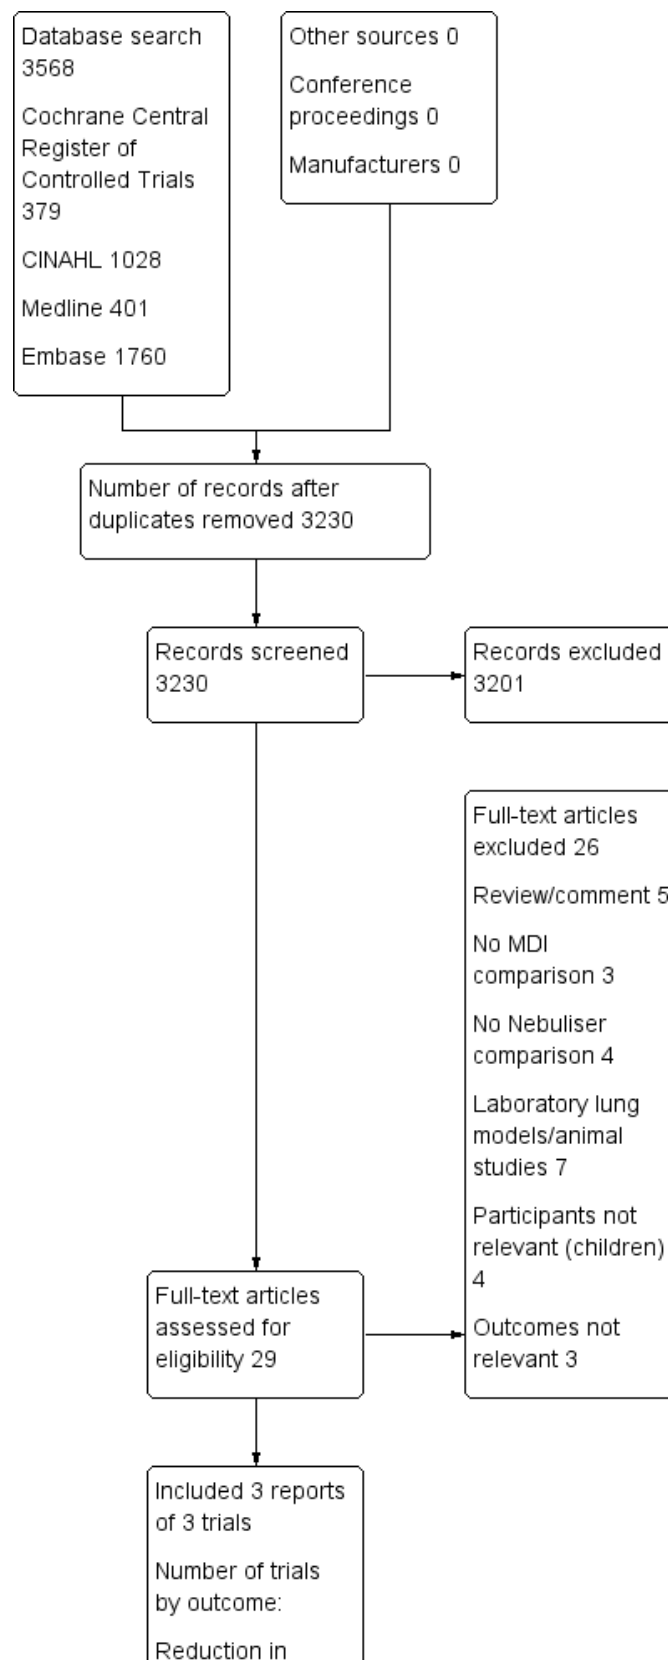 Database search
3568
Cochrane Central
Register of
Controlled Trials
379
CINAHL 1028
Medline 401
Embase 1760
Other sources 0
Conference
proceedings 0
Manufacturers 0
Number of records after
duplicates removed 3230
Records screened
3230
Records excluded
3201
Full-text articles
excluded 26
Review/comment 5
No MDI
comparison 3
No Nebuliser
comparison 4
Laboratory lung
models/animal
studies 7
Participants not
relevant (children)
4
Outcomes not
relevant 3
Full-text articles
assessed for
eligibility 29
Included 3 reports
of 3 trials
Number of trials
by outcome:
Reduction in